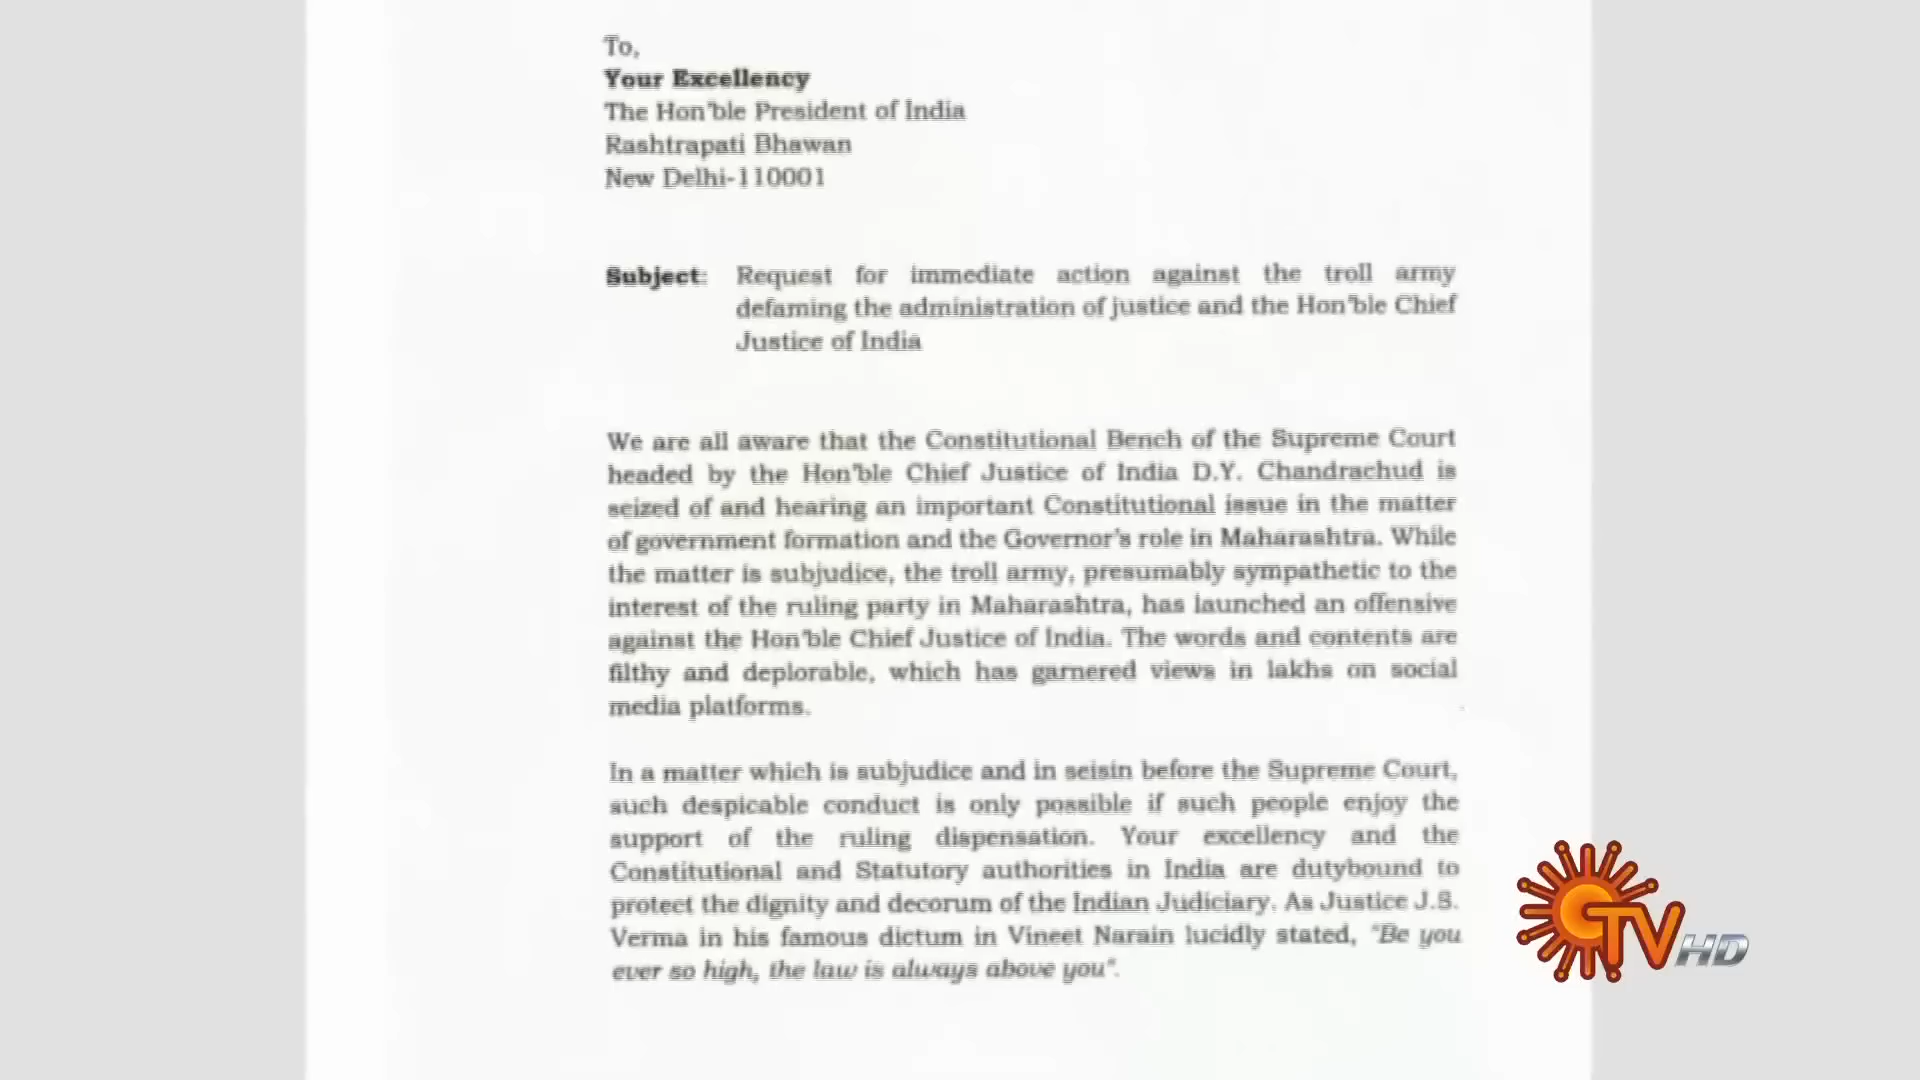 To,
Your Excellency
The Hon'ble President of India
Rashtrapati Bhawan
New Delhi-110001
Subject: Request for immediate action against the troll army
defaming the administration of justice and the Hon'ble Chief
Justice of India
We are all aware that the Constitutional Bench of the Supreme Court
headed by the Hon'ble Chief Justice of India D.Y. Chandrachud is
seized of and hearing an important Constitutional issue in the matter
of government formation and the Governor's role in Maharashtra. While
the matter is subjudice, the troll army, presumably sympathetic to the
interest of the ruling party in Maharashtra, has launched an offensive
against the Hon'ble Chief Justice of India. The words and contents are
filthy and deplorable, which has garnered views in lakhs on social
media platforms.
In a matter which is subjudice and in seisin before the Supreme Court,
such despicable conduct is only possible if such people enjoy the
support of the ruling dispensation. Your excellency and the
Constitutional and Statutory authorities in India are dutybound to
protect the dignity and decorum of the Indian Judiciary. As Justice J.S.
Verma in his famous dictum in Vineet Narain lucidly stated, "Be you
ever so high, the law is always above you".
TV HD